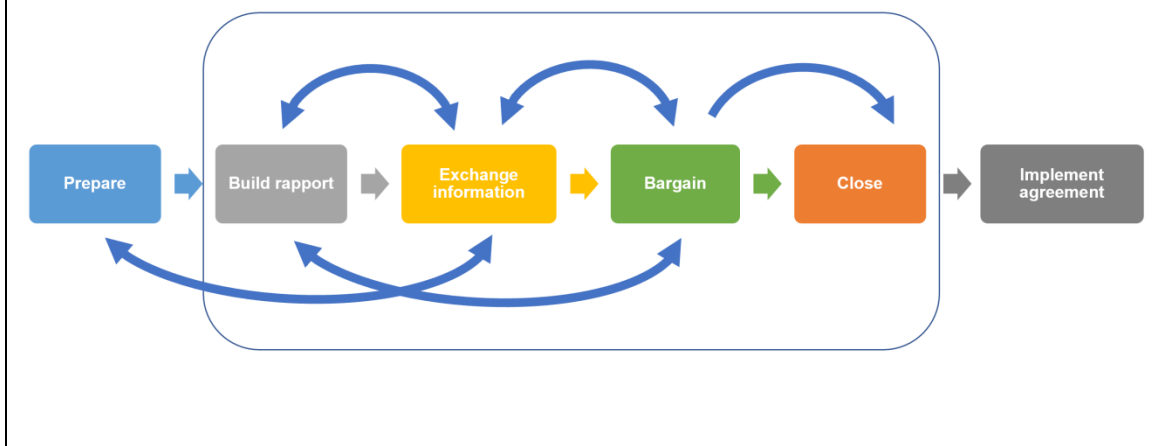 Prepare
Build rapport
Exchange
information
Bargain
Close
Implement
agreement